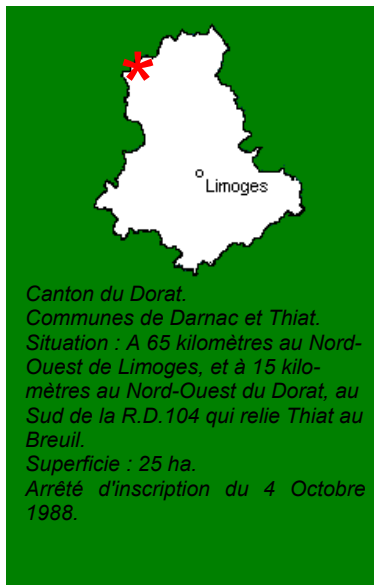 *
Limoges
Canton du Dorat.
Communes de Darnac et Thiat.
Situation : A 65 kilomètres au Nord-
Ouest de Limoges, et à 15 kilo-
mètres au Nord-Ouest du Dorat, au
Sud de la R.D.104 qui relie Thiat au
Breuil.
Superficie : 25 ha.
Arrêté d'inscription du 4 Octobre
1988.